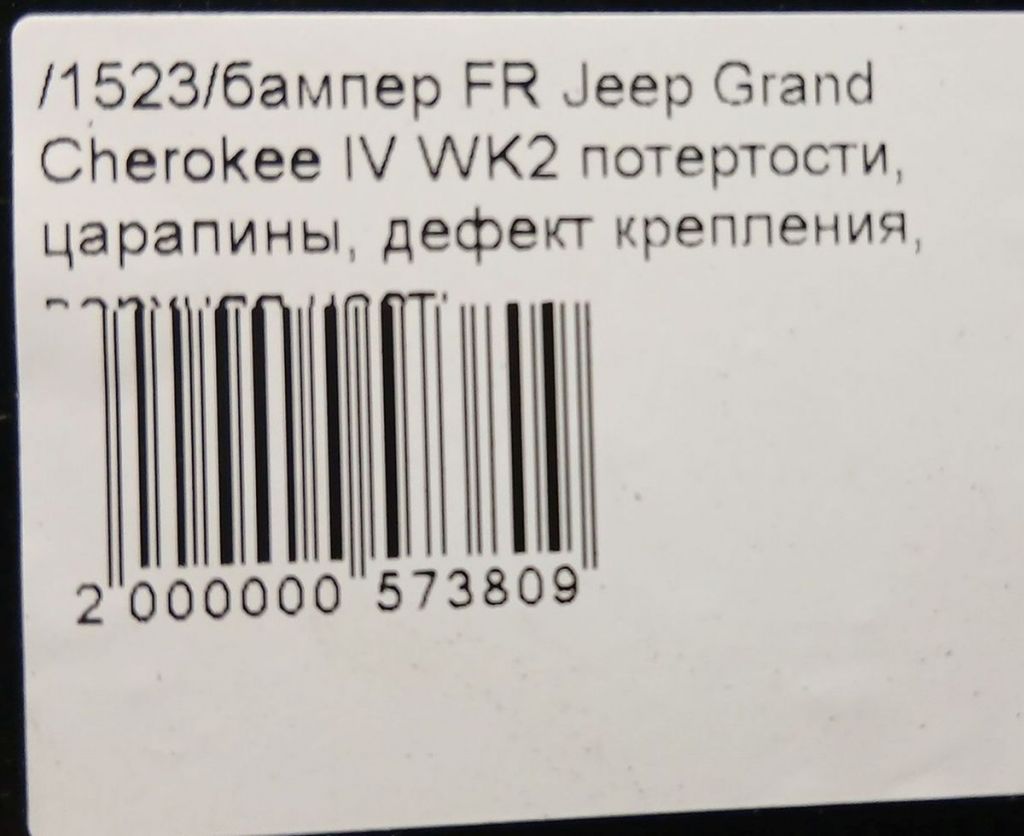 /1523/бампер FR Jeep Grand
Cherokee IV WK2 потертости,
царапины, дефект крепления,
2 000000 573809